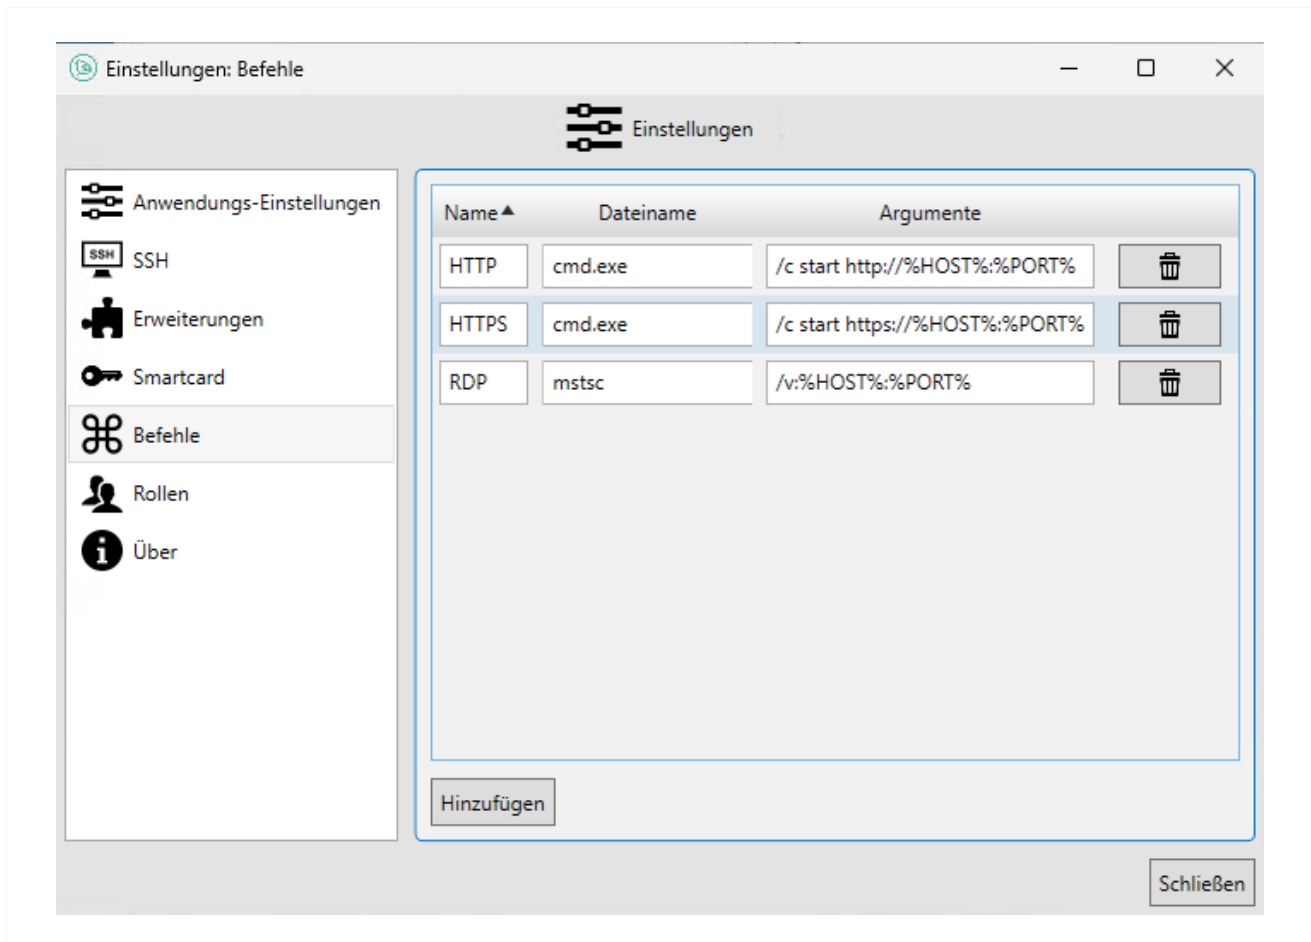 Einstellungen: Befehle
Einstellungen
Anwendungs-Einstellungen
SSH SSH
Erweiterungen
Smartcard
Befehle
Rollen
Über
Name Dateiname Argumente
HTTP cmd.exe /c start http://%HOST%:%PORT%
HTTPS cmd.exe /c start https://%HOST%:%PORT%
RDP mstsc /v:%HOST%:%PORT%
Hinzufügen
Schließen